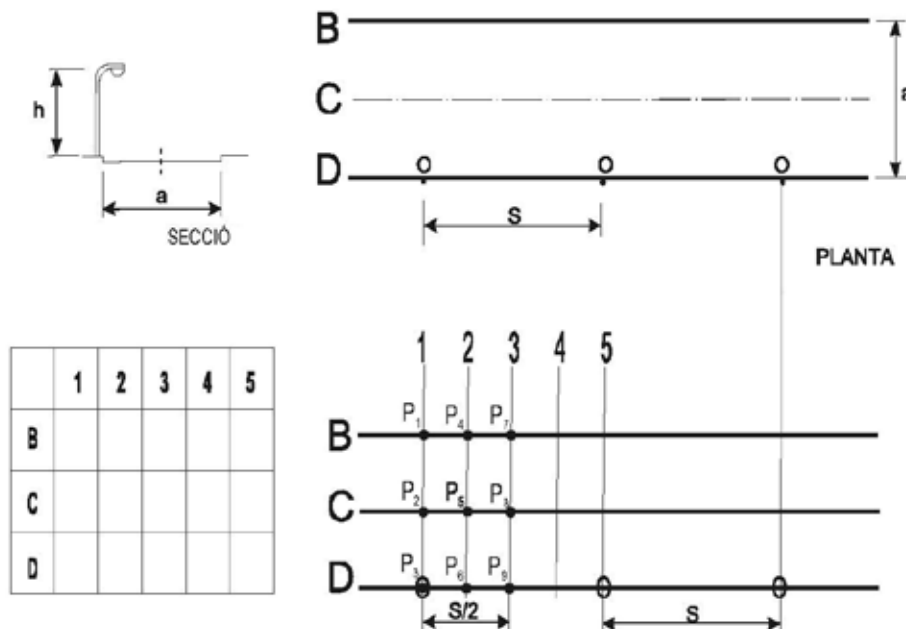 B
C
D
a
h
a
SECCIÓ
S
PLANTA
1 2 3 4 5
B
C
D
1 2 3 4 5
P₁ P₄ P₇
B
P₂ P₅ P₈
C
P₃ P₆ P₉
D
S/2
S